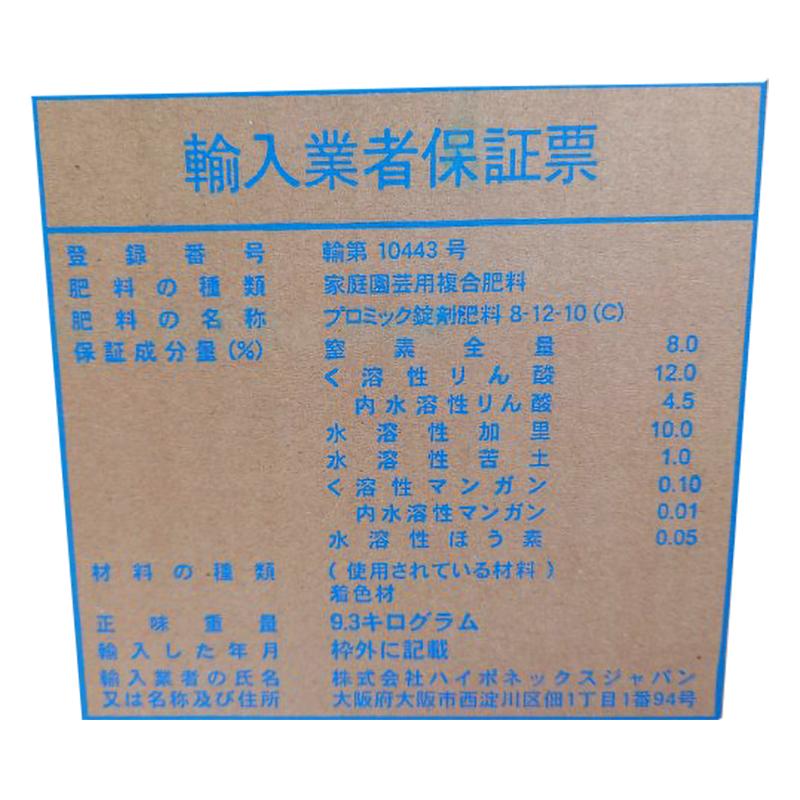 輸入業者保証票
登録番号 輸第 10443 号
肥料の種類 家庭園芸用複合肥料
肥料の名称 プロミック錠剤肥料 8-12-10 (C)
保証成分量(%) 窒素全量 8.0
く溶性りん酸 12.0
内水溶性りん酸 4.5
水溶性加里 10.0
水溶性苦土 1.0
く溶性マンガン 0.10
内水溶性マンガン 0.01
水溶性ほう素 0.05
材料の種類 (使用されている材料)
着色材
正味重量 9.3キログラム
輸入した年月 枠外に記載
輸入業者の氏名 株式会社ハイポネックスジャパン
又は名称及び住所 大阪府大阪市西淀川区佃1丁目1番94号